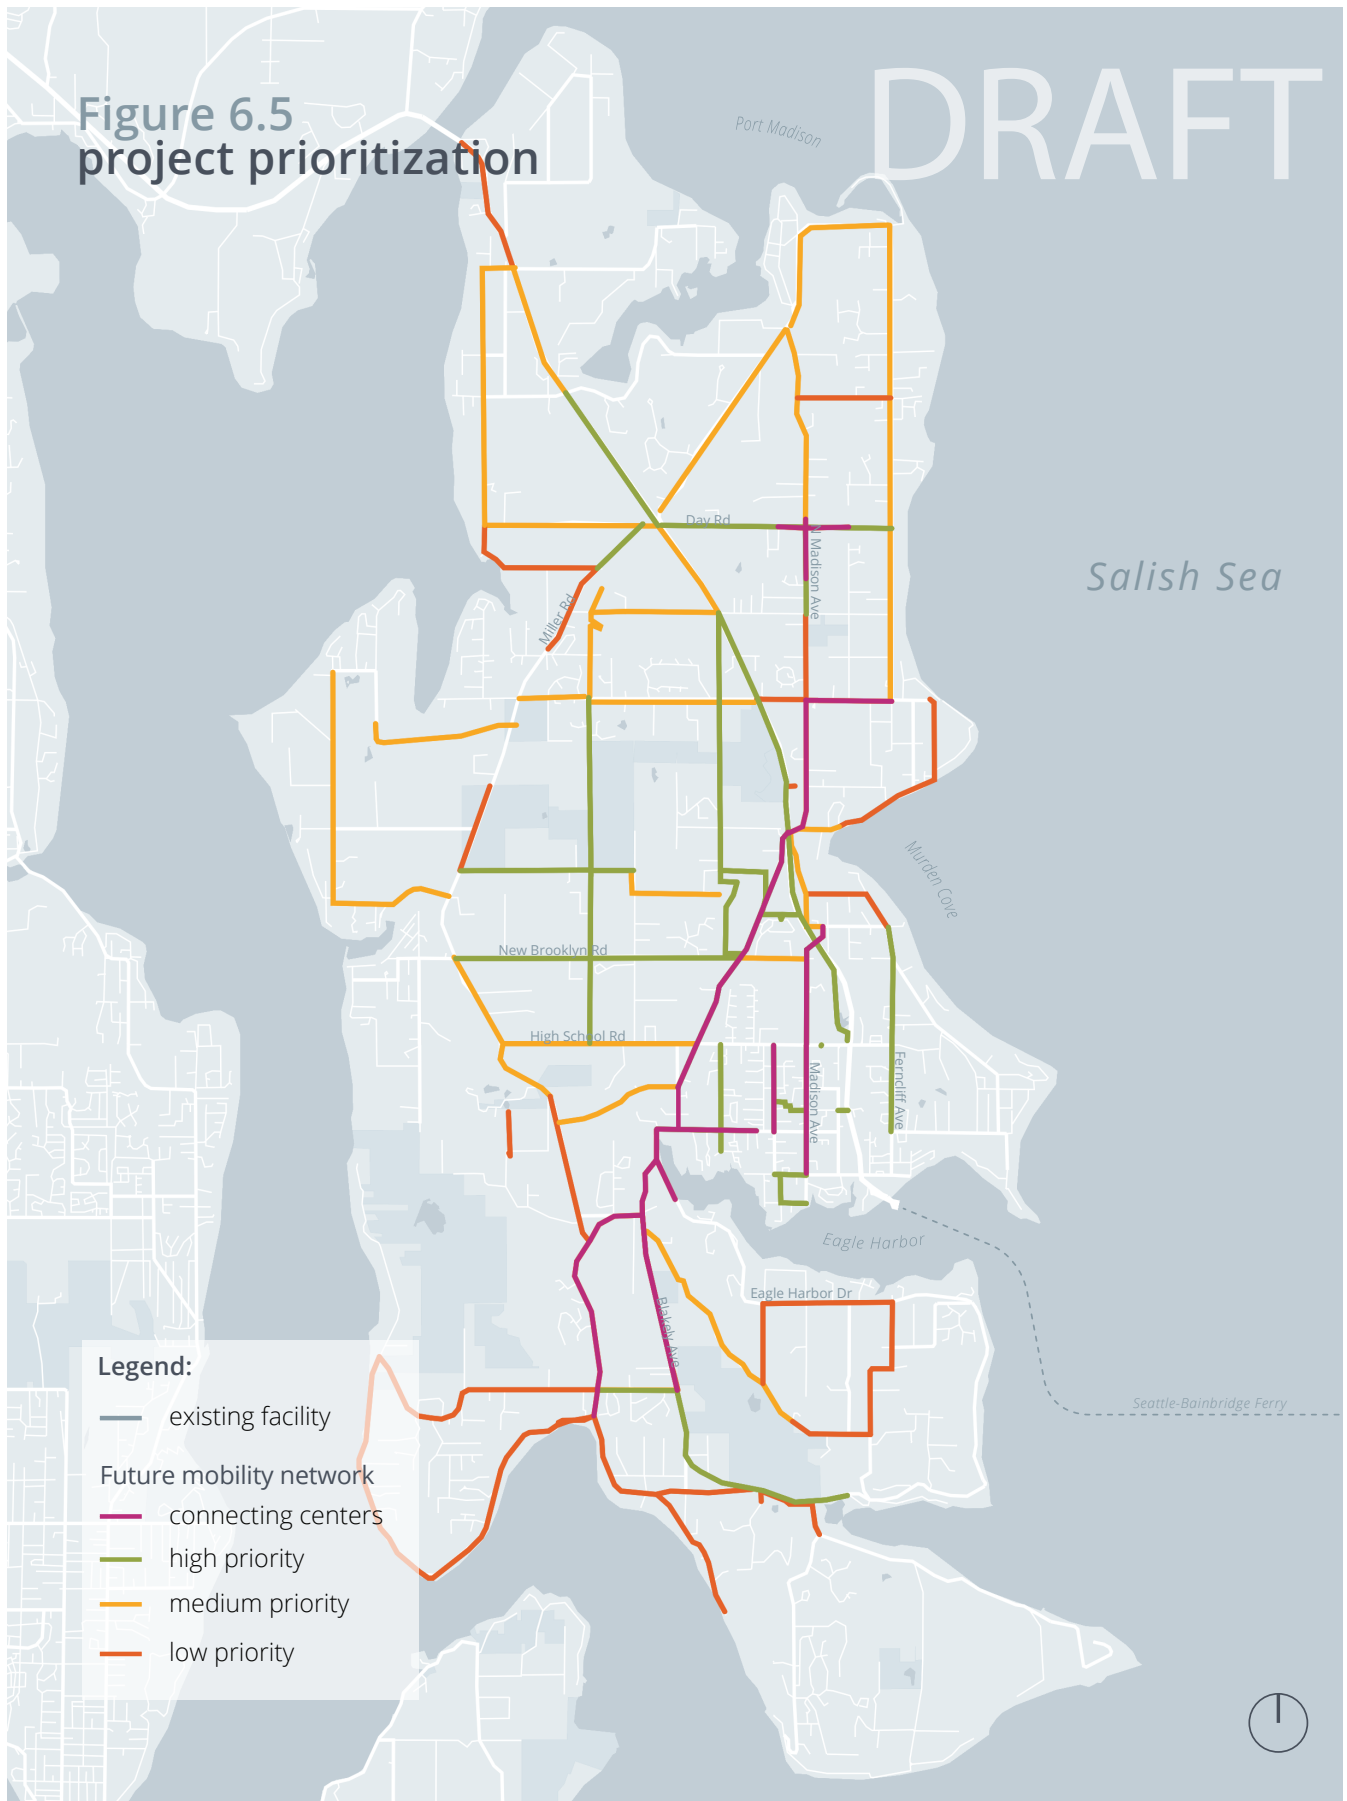 DRAFT
Figure 6.5
project prioritization
Port Madison
Day Rd
N Madison Ave
Salish Sea
Miller Rd
Murden Cove
New Brooklyn Rd
High School Rd
Madison Ave
Ferncliff Ave
Eagle Harbor
Eagle Harbor Dr
Blakely Ave
Seattle-Bainbridge Ferry
Legend:
existing facility
Future mobility network
connecting centers
high priority
medium priority
low priority